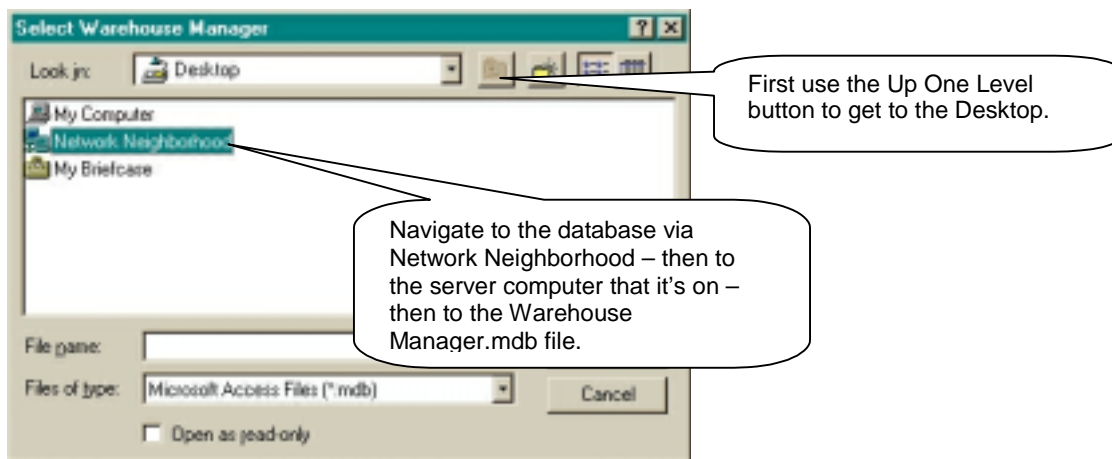 Select Warehouse Manager
Look in: Desktop
First use the Up One Level
button to get to the Desktop.
My Computer
Network Neighborhood
My Briefcase
Navigate to the database via
Network Neighborhood – then to
the server computer that it's on –
then to the Warehouse
Manager.mdb file.
File name:
Files of type: Microsoft Access Files (*.mdb)
Cancel
Open as read-only